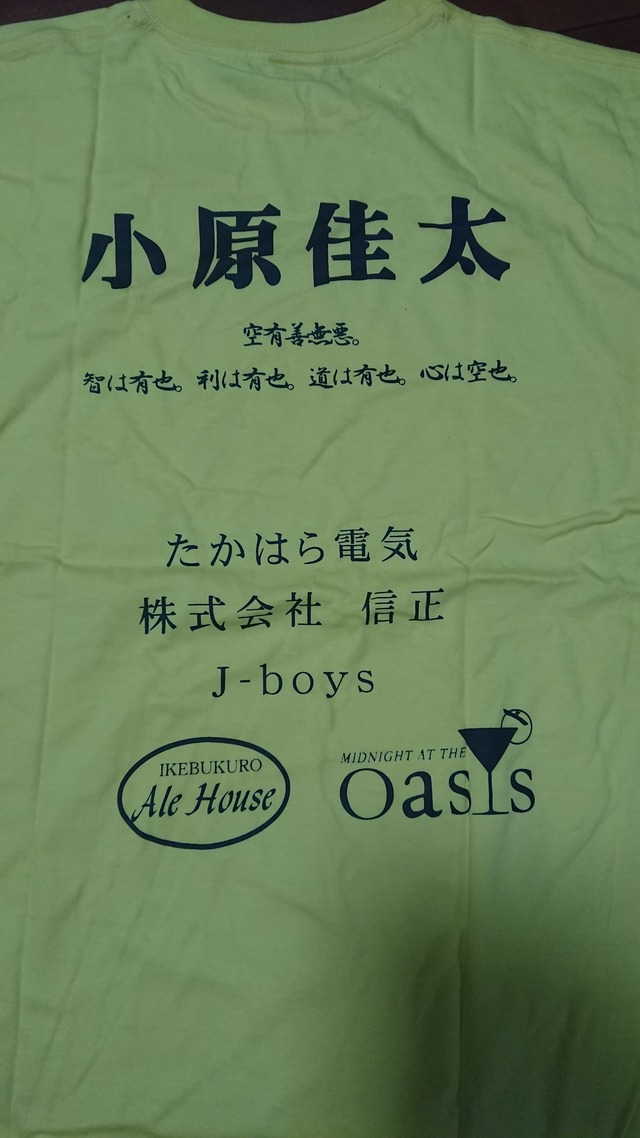 小原佳太
空有善無悪。
智は有也。利は有也。道は有也。心は空也。
たかはら電気
株式会社 信正
J-boys
IKEBUKURO
Ale House
MIDNIGHT AT THE
Oasis